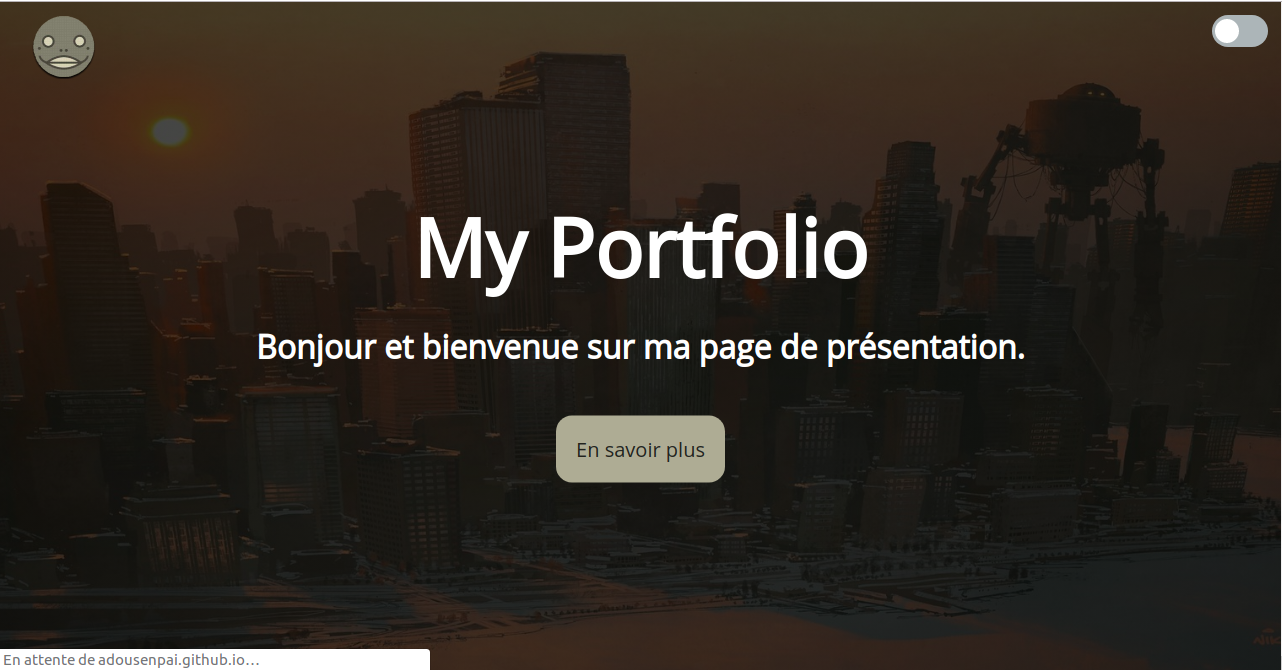 My Portfolio
Bonjour et bienvenue sur ma page de présentation.
En savoir plus
En attente de adousenpai.github.io…